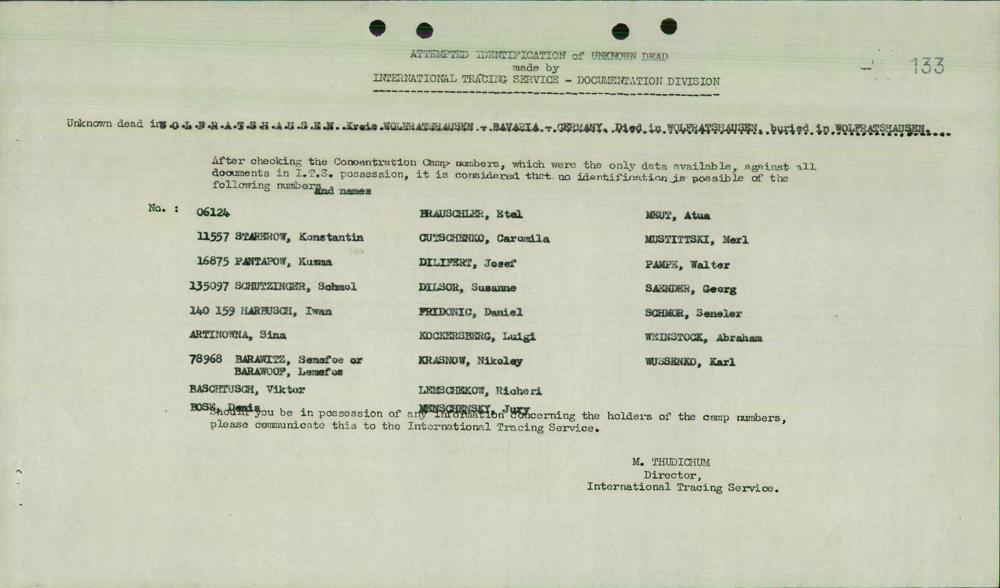 ATTEMPTED IDENTIFICATION of UNKNOWN DEAD
made by
INTERNATIONAL TRACING SERVICE - DOCUMENTATION DIVISION
- 133
Unknown dead in W.O.L.F.R.A.T.S.H.A.U.S.E.N. Kreis WOLFRATSHAUSEN. - BAVARIA. - GERMANY. Died in WOLFRATSHAUSEN, buried in WOLFRATSHAUSEN....
After checking the Concentration Camp numbers, which were the only data available, against all
documents in I.T.S. possession, it is considered that no identification is possible of the
following numbers and names
No. : 06124 BRAUSCHLER, Etel MEUT, Atua
11557 STAREROW, Konstantin GUTSCHENKO, Caromila MUSTITTSKI, Merl
16875 PANTAPOW, Kusma DILIFERT, Josef PAMPE, Walter
135097 SCHUTZINGER, Schmol DILSOR, Susanne SAENDER, Georg
140 159 HARBUSCH, Iwan FRIDONIC, Daniel SCHMOR, Seneler
ARTINOWNA, Sina KOCKERSBERG, Luigi WEINSTOCK, Abraham
78968 BARAWITZ, Senefoe or KRASNOW, Nikoley WUSSENKO, Karl
BARAWOOF, Lemefos
BASCHTUSCH, Viktor LEMSCHEKOW, Richeri
BOSE, Denis MENSCHENSKY, Jury
Should you be in possession of any information concerning the holders of the camp numbers,
please communicate this to the International Tracing Service.
M. THUDICHUM
Director,
International Tracing Service.